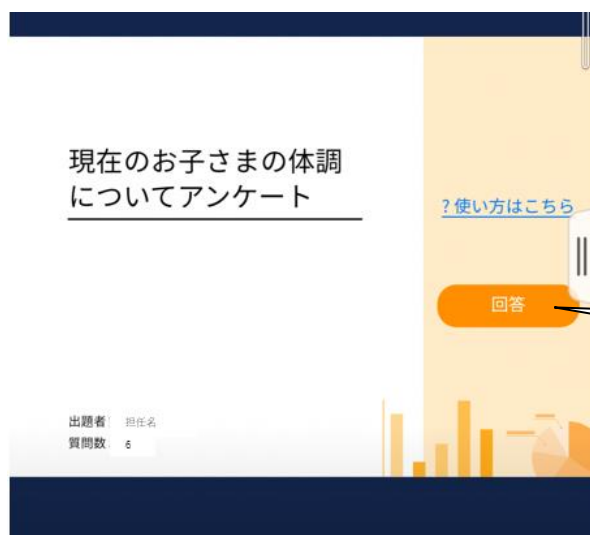 現在のお子さまの体調
についてアンケート
?使い方はこちら
回答
出題者 担任名
質問数 6